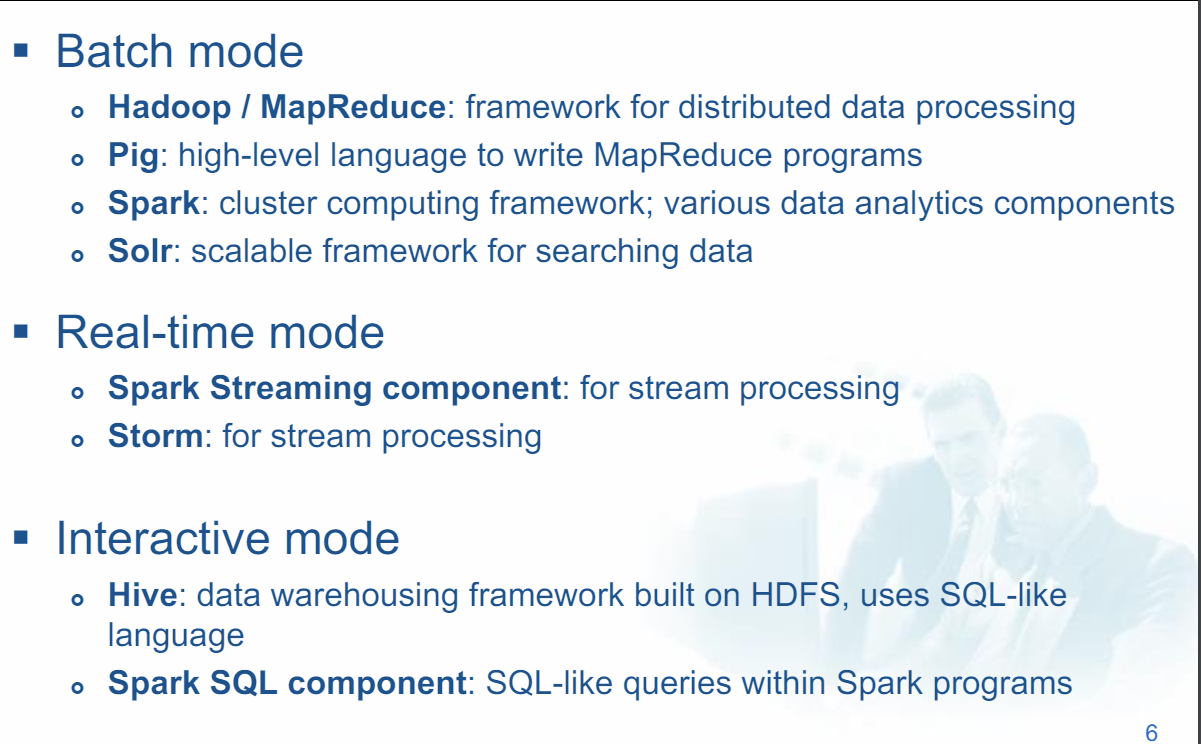 ▪ Batch mode
∘ Hadoop / MapReduce: framework for distributed data processing
∘ Pig: high-level language to write MapReduce programs
∘ Spark: cluster computing framework; various data analytics components
∘ Solr: scalable framework for searching data
▪ Real-time mode
∘ Spark Streaming component: for stream processing
∘ Storm: for stream processing
▪ Interactive mode
∘ Hive: data warehousing framework built on HDFS, uses SQL-like
language
∘ Spark SQL component: SQL-like queries within Spark programs
6